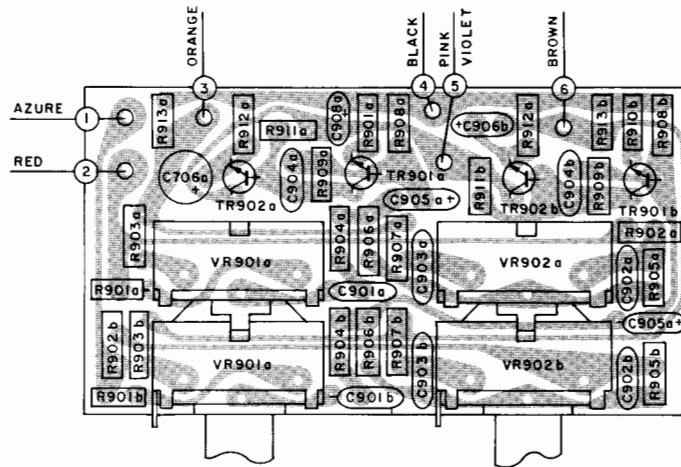 ORANGE
BLACK
PINK
VIOLET
BROWN
3
4
5
6
AZURE
1
RED
2
R913a
R912a
R911a
C908a
+
R901a
R908a
+C906b
R912a
R913b
R910b
R908b
C706a
+
C904a
R909a
TR901a
R911b
C904b
R909b
TR902a
C905a+
TR902b
TR901b
R903a
VR901a
R904a
R906a
R907a
C903a
VR902a
R902a
C902a
R905a
R901a
C901a
C905a+
R902b
R903b
VR901a
R904b
R906b
R907b
C903b
VR902b
C902b
R905b
R901b
C901b